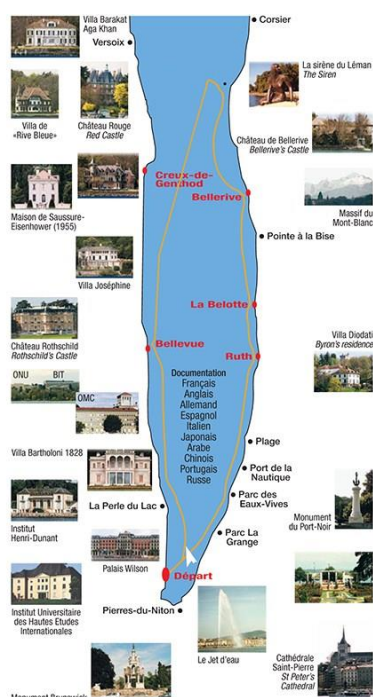 Villa Barakat
Aga Khan
Corsier
Versoix
La sirène du Léman
The Siren
Villa de
«Rive Bleue»
Château Rouge
Red Castle
Château de Bellerive
Bellerive's Castle
Creux-de-
Genthod
Bellerive
Massif du
Mont-Blanc
Maison de Saussure-
Eisenhower (1955)
Pointe à la Bise
Villa Joséphine
La Belotte
Château Rothschild
Rothschild's Castle
Bellevue
Ruth
Villa Diodati
Byron's residence
ONU
BIT
OMC
Documentation
Français
Anglais
Allemand
Espagnol
Italien
Japonais
Arabe
Chinois
Portugais
Russe
Villa Bartholoni 1828
Plage
Port de la
Nautique
Parc des
Eaux-Vives
La Perle du Lac
Monument
du Port-Noir
Institut
Henri-Dunant
Parc La
Grange
Palais Wilson
Départ
Institut Universitaire
des Hautes Etudes
Internationales
Pierres-du-Niton
Le Jet d'eau
Cathédrale
Saint-Pierre
St Peter's
Cathedral
Monument Brunswick